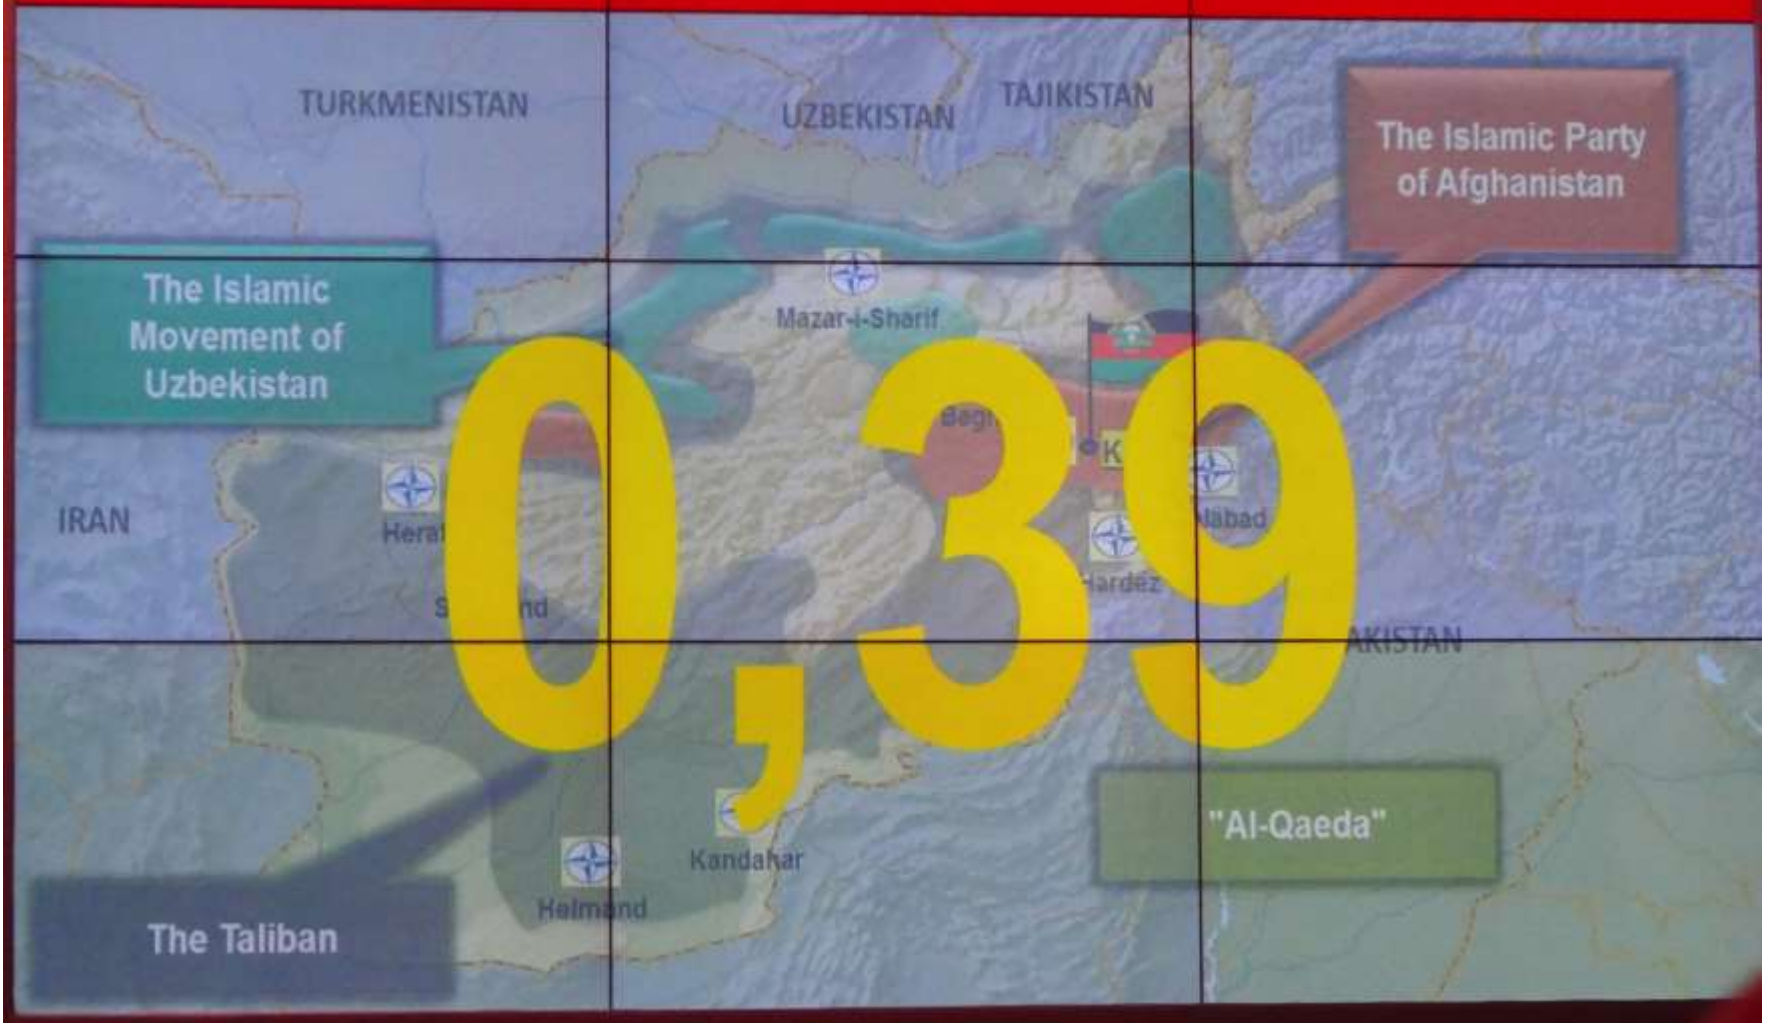 TURKMENISTAN
UZBEKISTAN
TAJIKISTAN
The Islamic Party
of Afghanistan
The Islamic
Movement of
Uzbekistan
Mazar-i-Sharif
0,39
IRAN
"Al-Qaeda"
Kandahar
Helmand
The Taliban